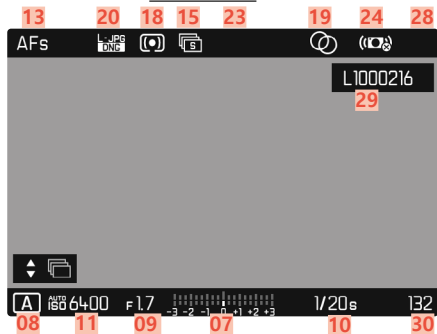 13 20 18 15 23 19 24 28
AFs L-JPG DNG S
L1000216
29
A AUTO ISO 6400 F 1.7 -3 -2 -1 0 +1 +2 +3 1/20s 132
08 11 09 07 10 30